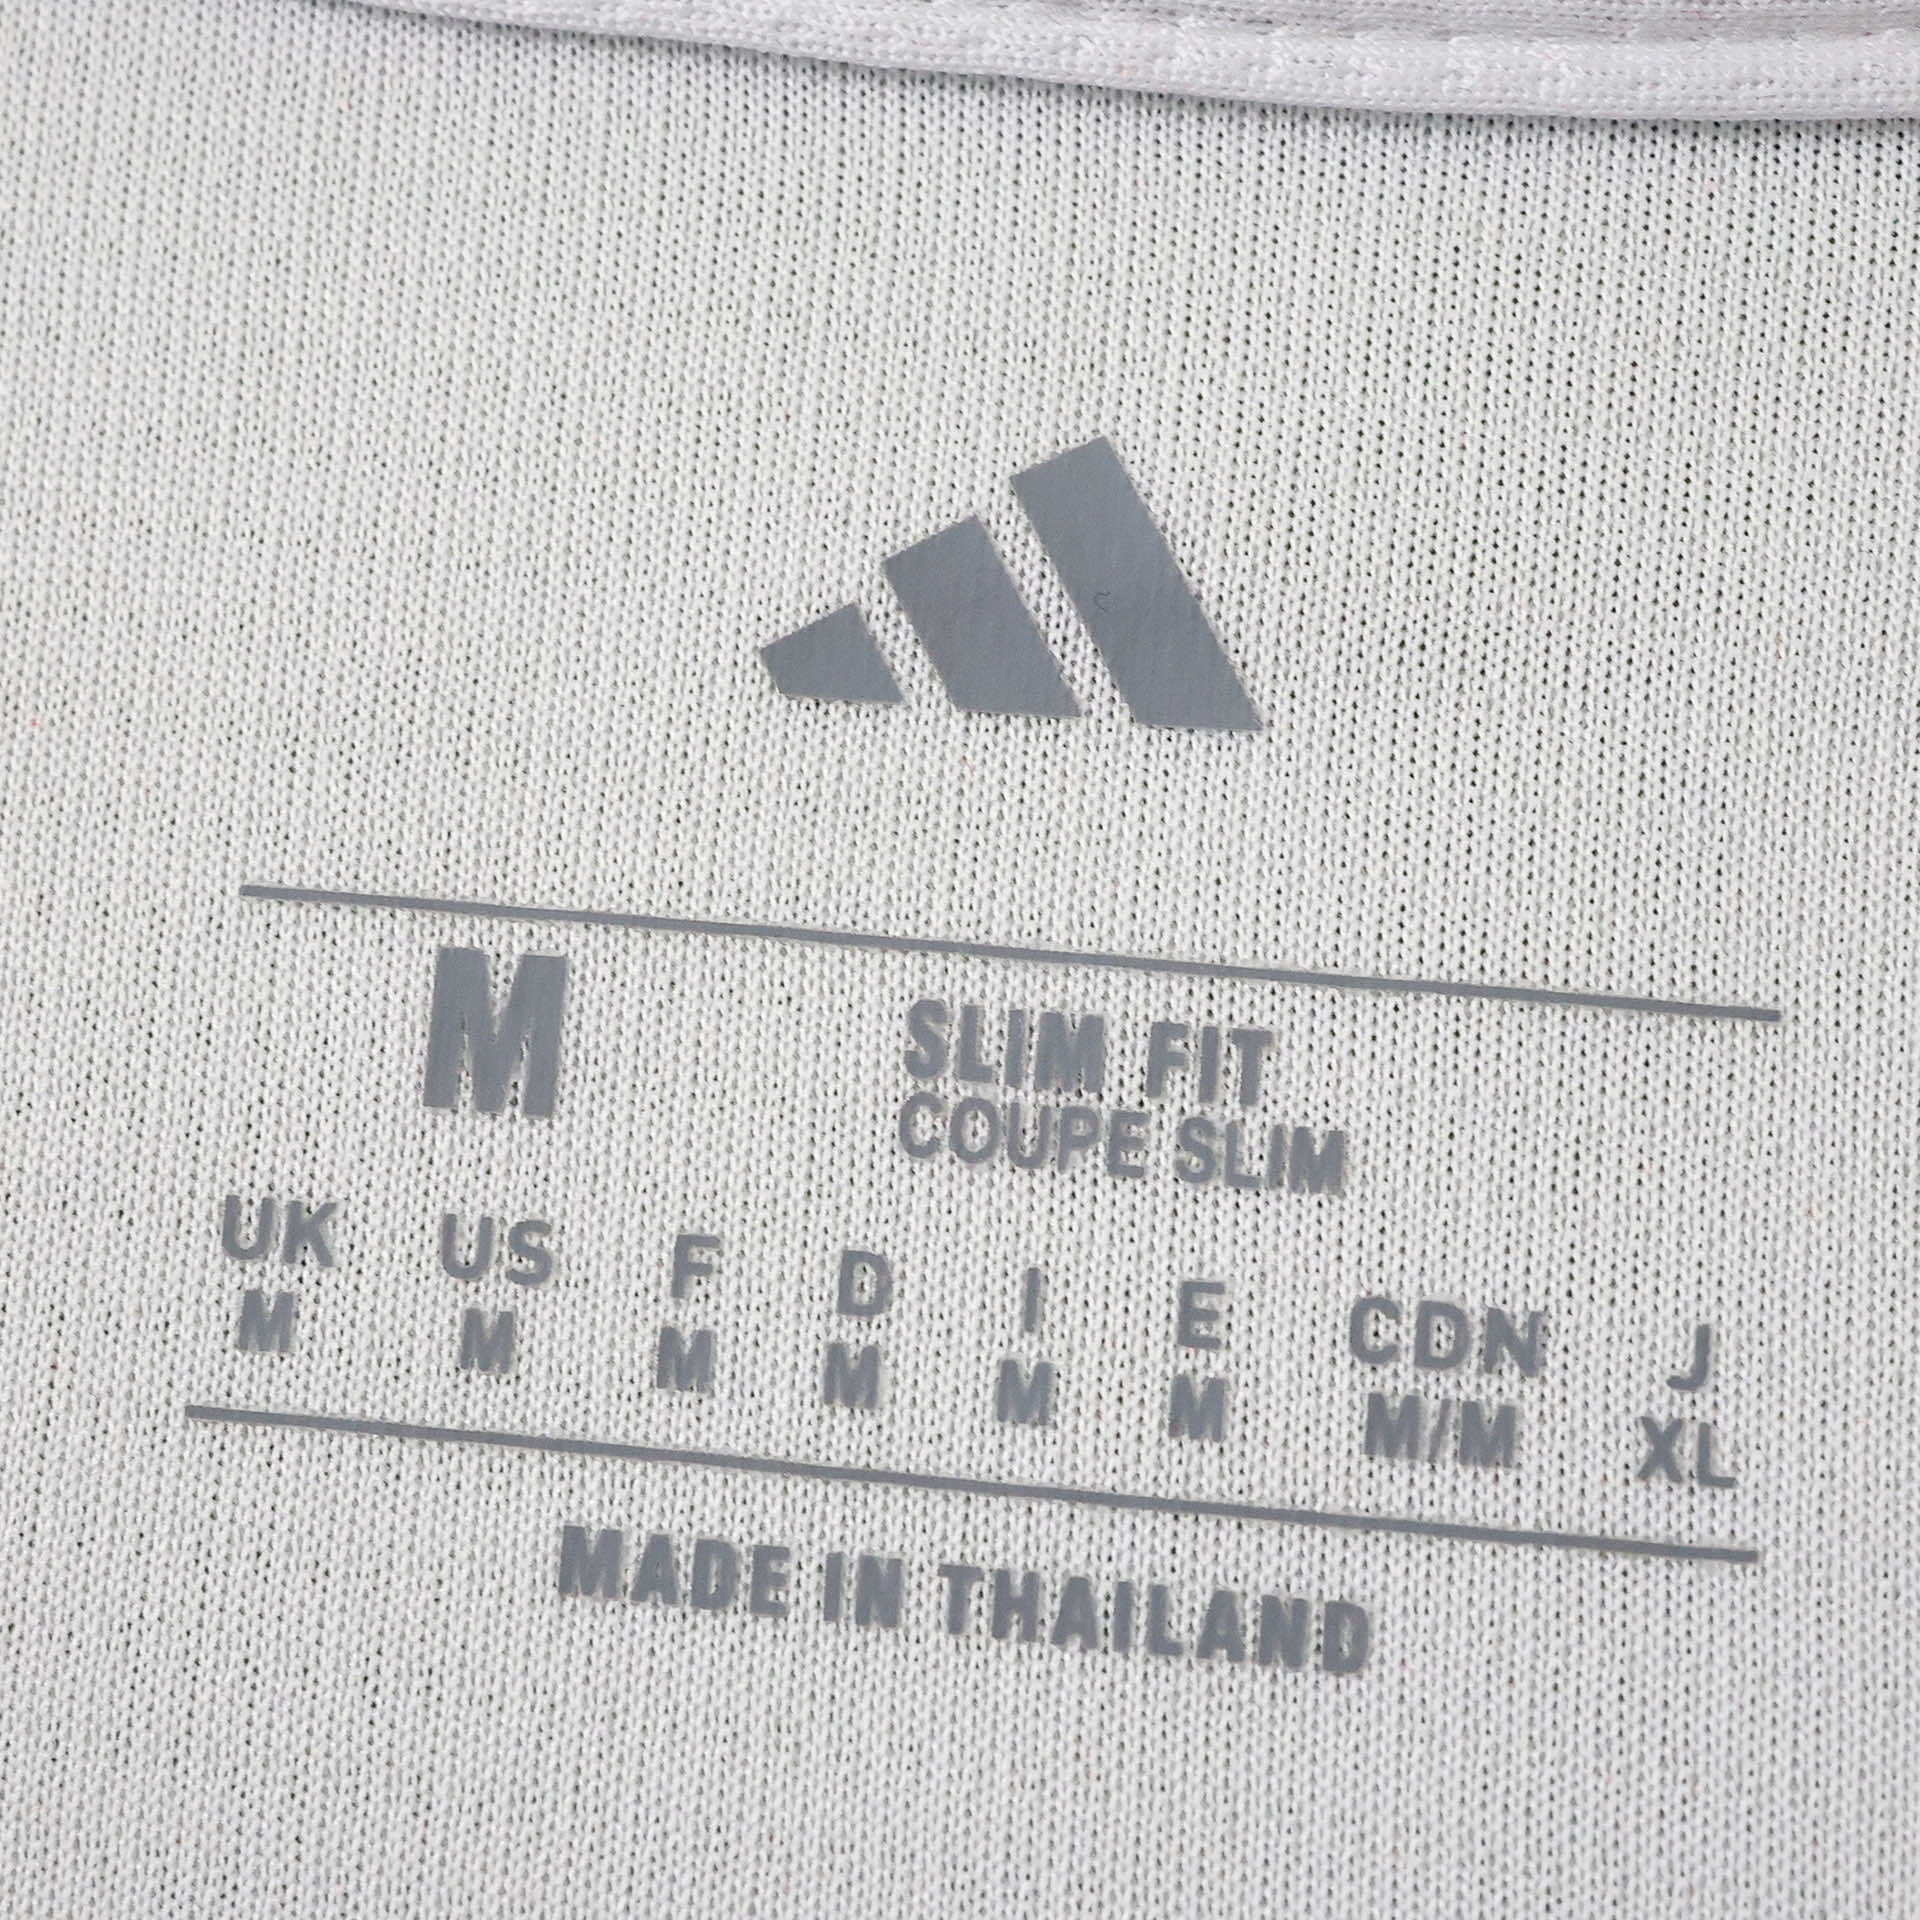 M
SLIM FIT
COUPE SLIM
UK US F D I E CDN J
M M M M M M M/M XL
MADE IN THAILAND